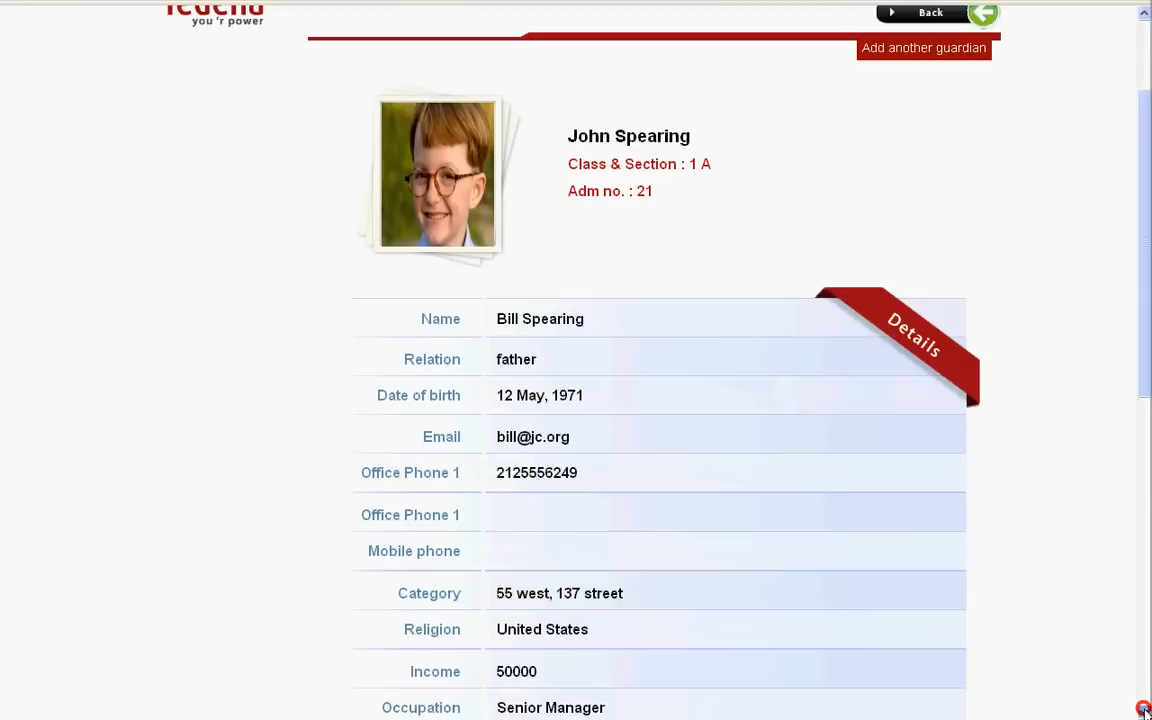 fedena
you 'r power
Back
Add another guardian
John Spearing
Class & Section : 1 A
Adm no. : 21
Details
Name Bill Spearing
Relation father
Date of birth 12 May, 1971
Email bill@jc.org
Office Phone 1 2125556249
Office Phone 1
Mobile phone
Category 55 west, 137 street
Religion United States
Income 50000
Occupation Senior Manager